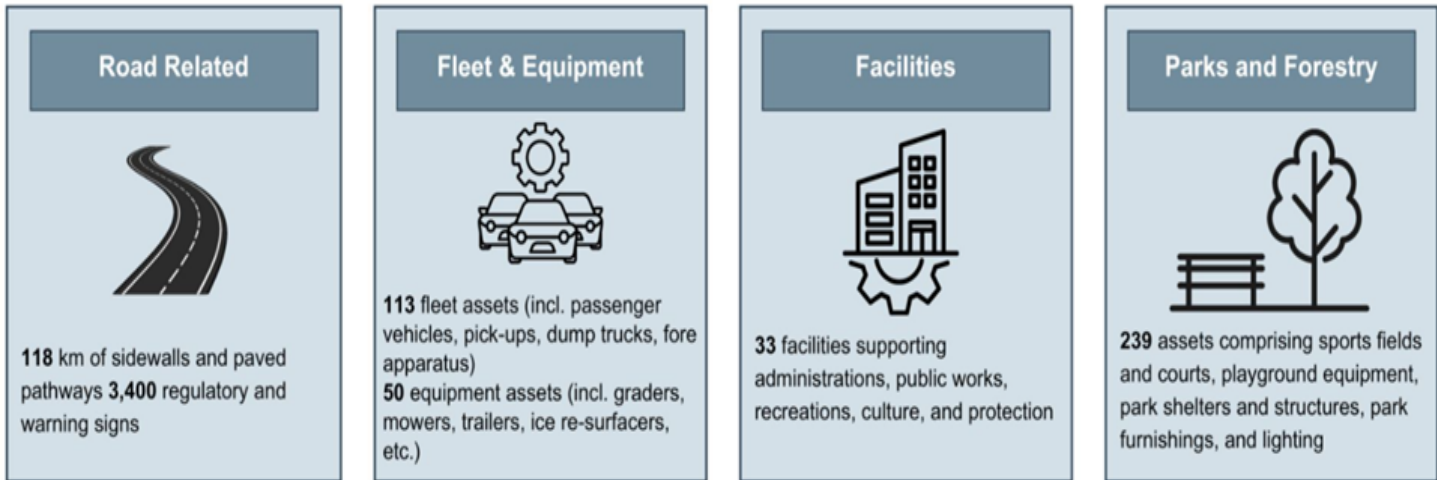 Road Related
118 km of sidewalls and paved
pathways 3,400 regulatory and
warning signs
Fleet & Equipment
113 fleet assets (incl. passenger
vehicles, pick-ups, dump trucks, fore
apparatus)
50 equipment assets (incl. graders,
mowers, trailers, ice re-surfacers,
etc.)
Facilities
33 facilities supporting
administrations, public works,
recreations, culture, and protection
Parks and Forestry
239 assets comprising sports fields
and courts, playground equipment,
park shelters and structures, park
furnishings, and lighting